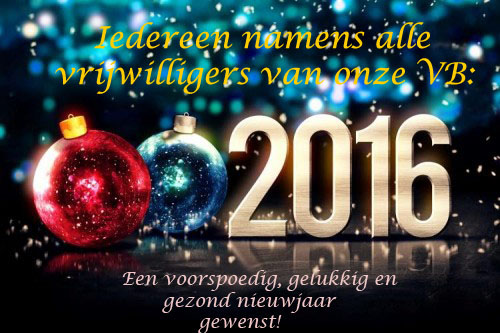 Iedereen namens alle
vrijwilligers van onze VB:
2016
Een voorspoedig, gelukkig en
gezond nieuwjaar
gewenst!